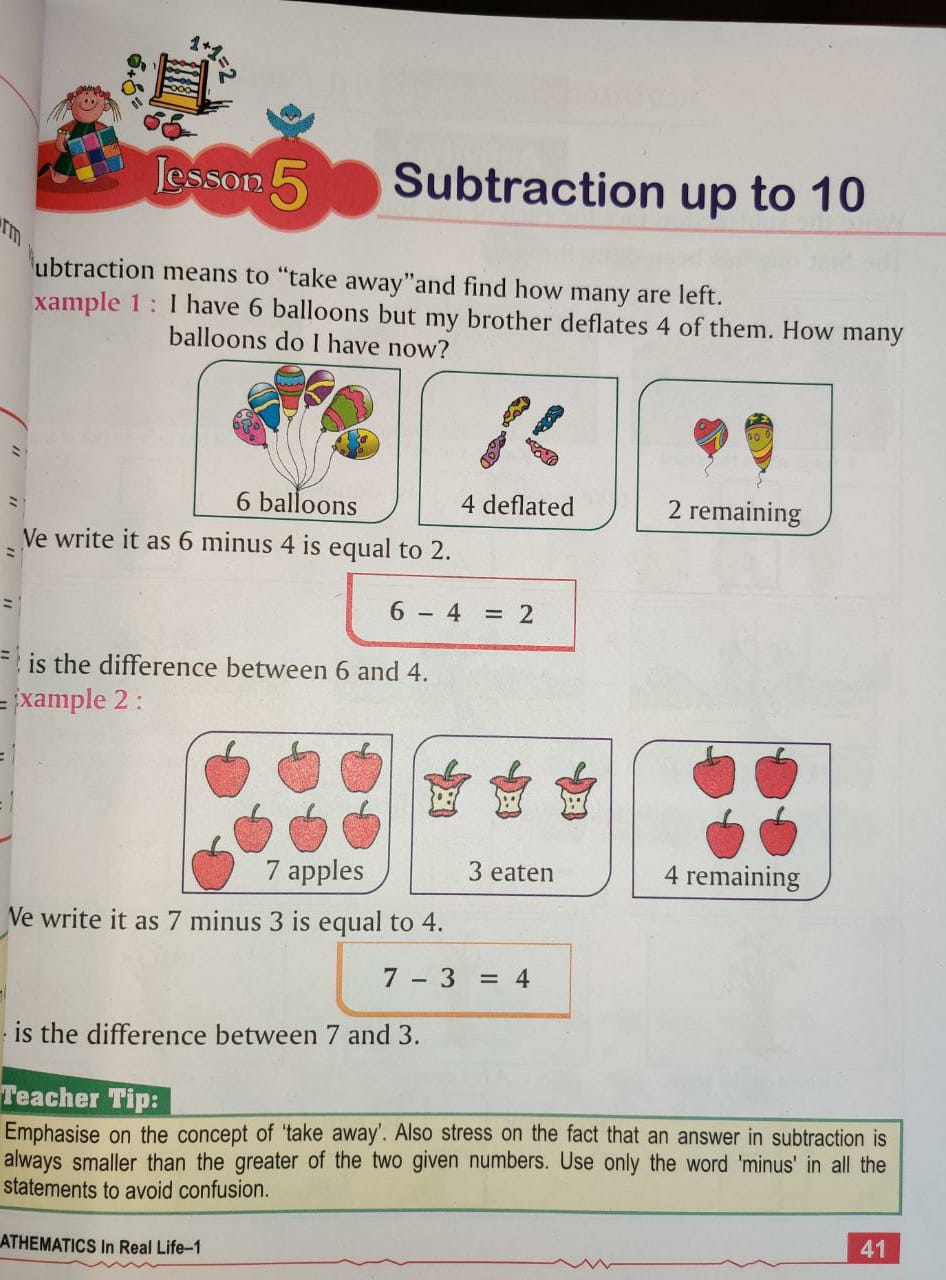 1+1=2
Lesson 5
Subtraction up to 10
rm
ubtraction means to “take away”and find how many are left.
xample 1 : I have 6 balloons but my brother deflates 4 of them. How many
balloons do I have now?
6 balloons
4 deflated
2 remaining
We write it as 6 minus 4 is equal to 2.
6 – 4 = 2
is the difference between 6 and 4.
Example 2 :
7 apples
3 eaten
4 remaining
We write it as 7 minus 3 is equal to 4.
7 – 3 = 4
is the difference between 7 and 3.
Teacher Tip:
Emphasise on the concept of ‘take away’. Also stress on the fact that an answer in subtraction is
always smaller than the greater of the two given numbers. Use only the word 'minus' in all the
statements to avoid confusion.
ATHEMATICS In Real Life–1
41